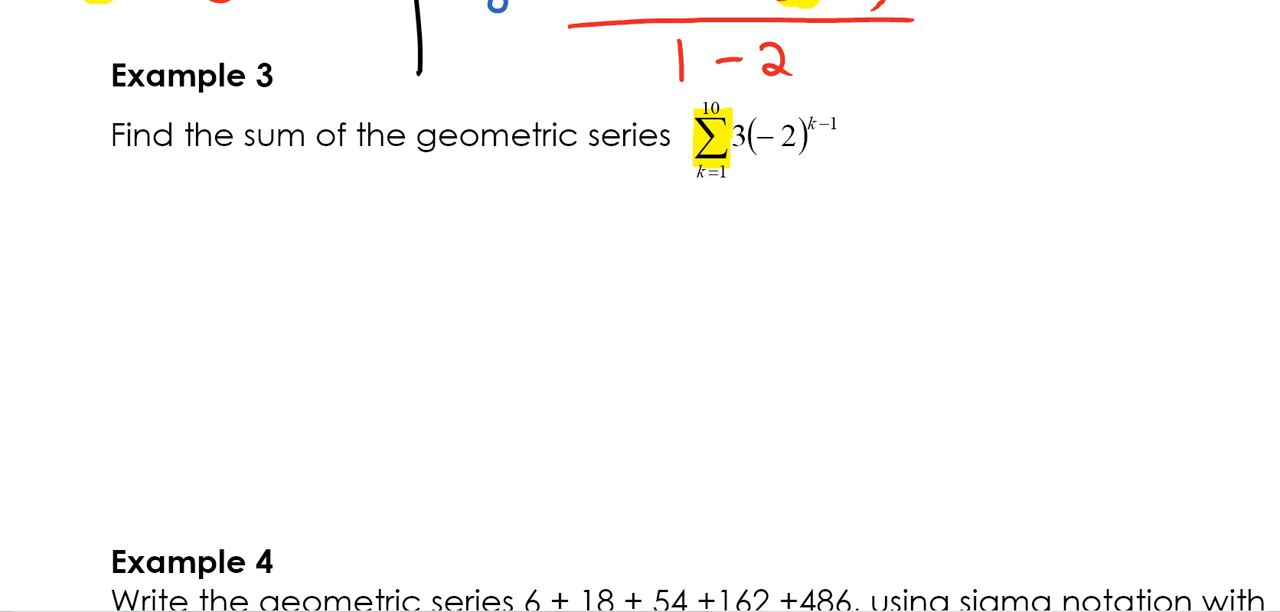 1 - 2
Example 3
Find the sum of the geometric series ∑ 10 k=1 3(– 2)^{k–1}
Example 4
Write the geometric series 6 + 18 + 54 +162 +486, using sigma notation with